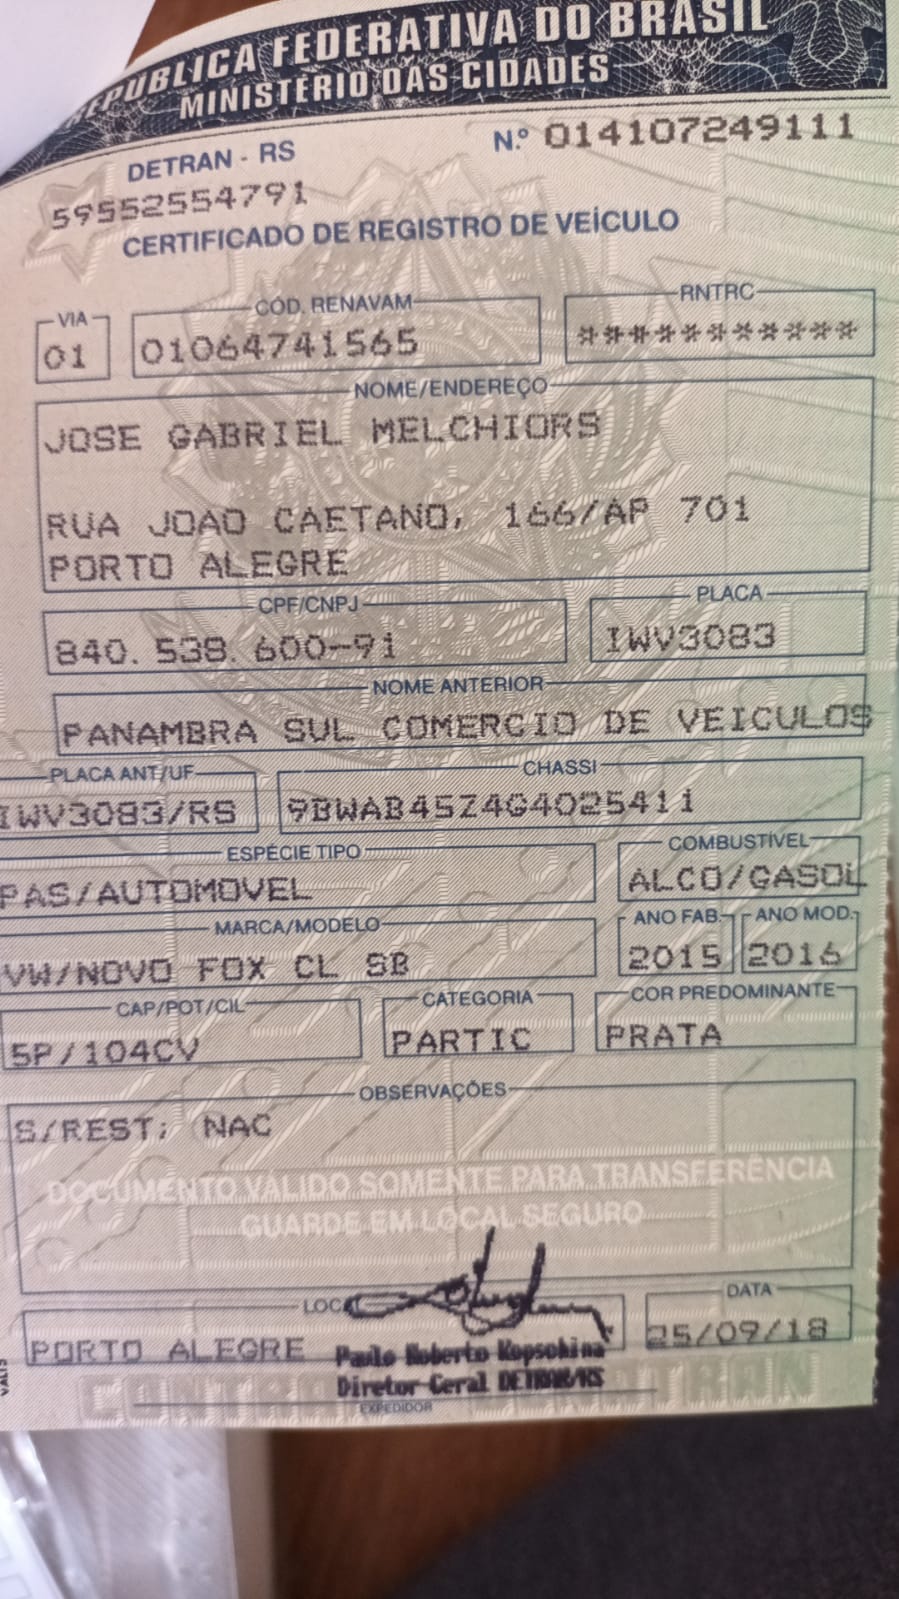 REPÚBLICA FEDERATIVA DO BRASIL
MINISTÉRIO DAS CIDADES
DETRAN - RS
N.º 014107249111
59552554791
CERTIFICADO DE REGISTRO DE VEÍCULO
VIA
CÓD. RENAVAM
RNTRC
01
01064741565
***********
NOME/ENDEREÇO
JOSE GABRIEL MELCHIORS
RUA JOAO CAETANO, 166/AP 701
PORTO ALEGRE
CPF/CNPJ
PLACA
840.538.600-91
IWV3083
NOME ANTERIOR
PANAMBRA SUL COMERCIO DE VEICULOS
PLACA ANT/UF
CHASSI
IWV3083/RS
9BWAB45Z4G4025411
ESPÉCIE TIPO
COMBUSTÍVEL
PAS/AUTOMOVEL
ALCO/GASOL
MARCA/MODELO
ANO FAB.
ANO MOD.
VW/NOVO FOX CL SB
2015
2016
CAP/POT/CIL
CATEGORIA
COR PREDOMINANTE
5P/104CV
PARTIC
PRATA
OBSERVAÇÕES
S/REST; NAC
DOCUMENTO VÁLIDO SOMENTE PARA TRANSFERÊNCIA
GUARDE EM LOCAL SEGURO
LOC
DATA
PORTO ALEGRE
25/09/18
Paulo Roberto Kopschina
Diretor Geral DETRAN/RS
EXPEDIDOR